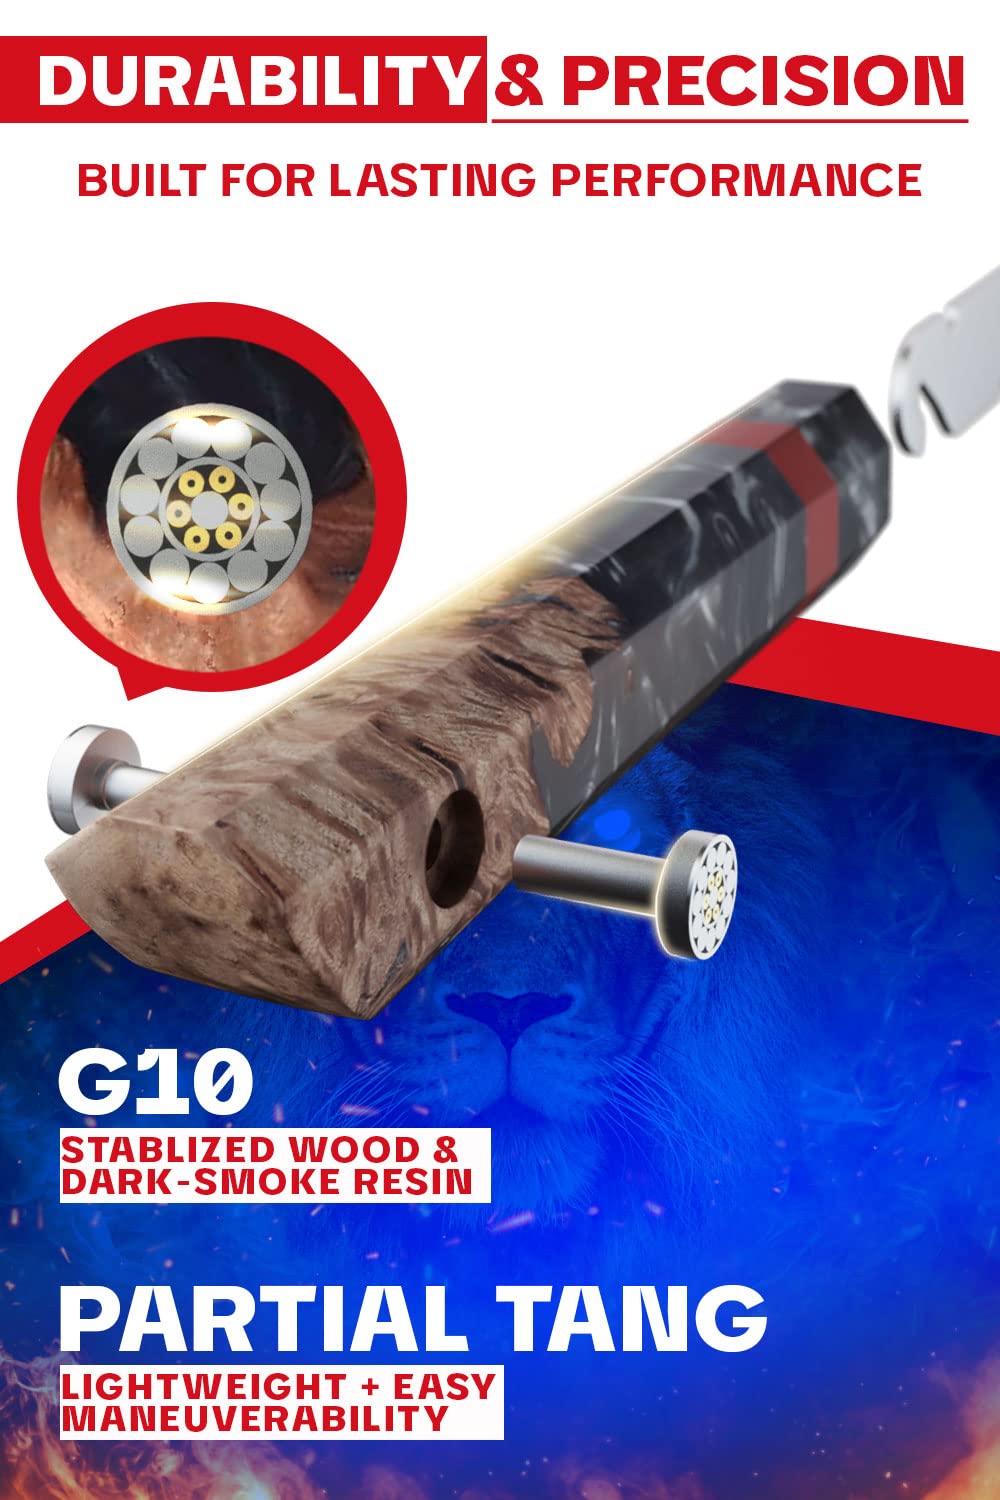 DURABILITY & PRECISION
BUILT FOR LASTING PERFORMANCE
G10
STABLIZED WOOD &
DARK-SMOKE RESIN
PARTIAL TANG
LIGHTWEIGHT + EASY
MANEUVERABILITY